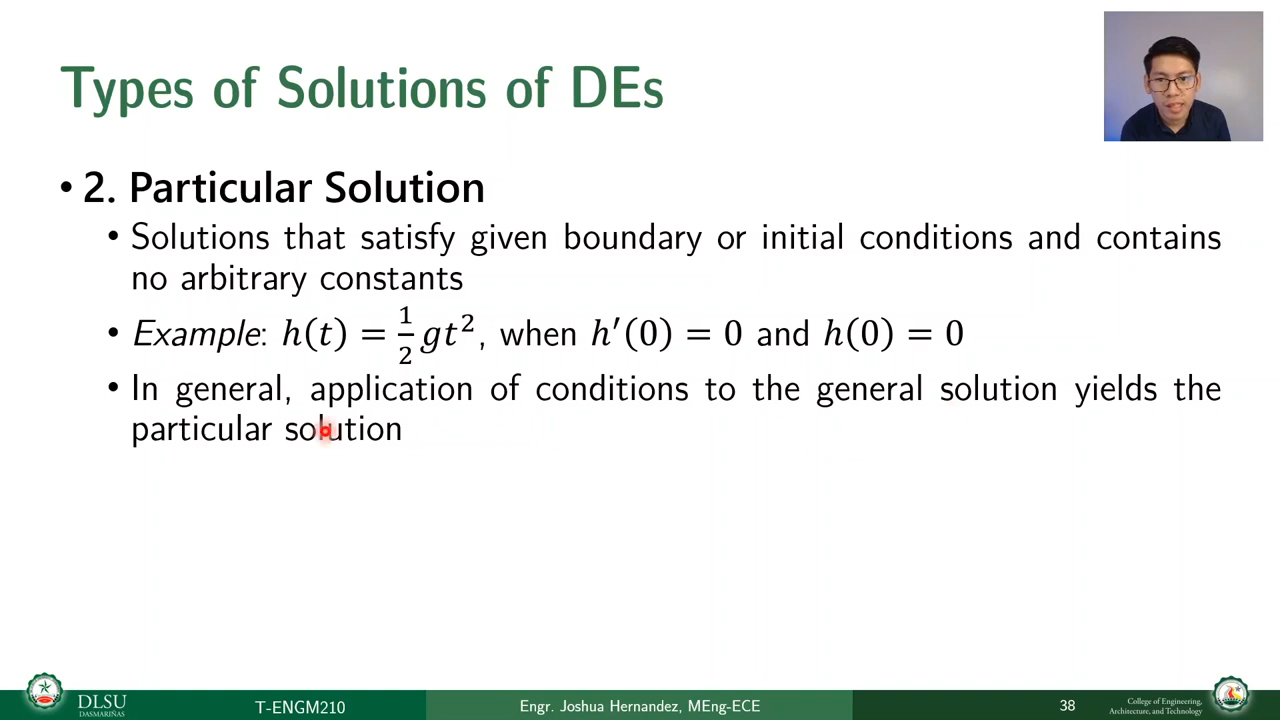 Types of Solutions of DEs
• 2. Particular Solution
• Solutions that satisfy given boundary or initial conditions and contains
no arbitrary constants
• Example: h(t) = 1/2 gt², when h′(0) = 0 and h(0) = 0
• In general, application of conditions to the general solution yields the
particular solution
DLSU
DASMARIÑAS
T-ENGM210
Engr. Joshua Hernandez, MEng-ECE
38
College of Engineering,
Architecture, and Technology